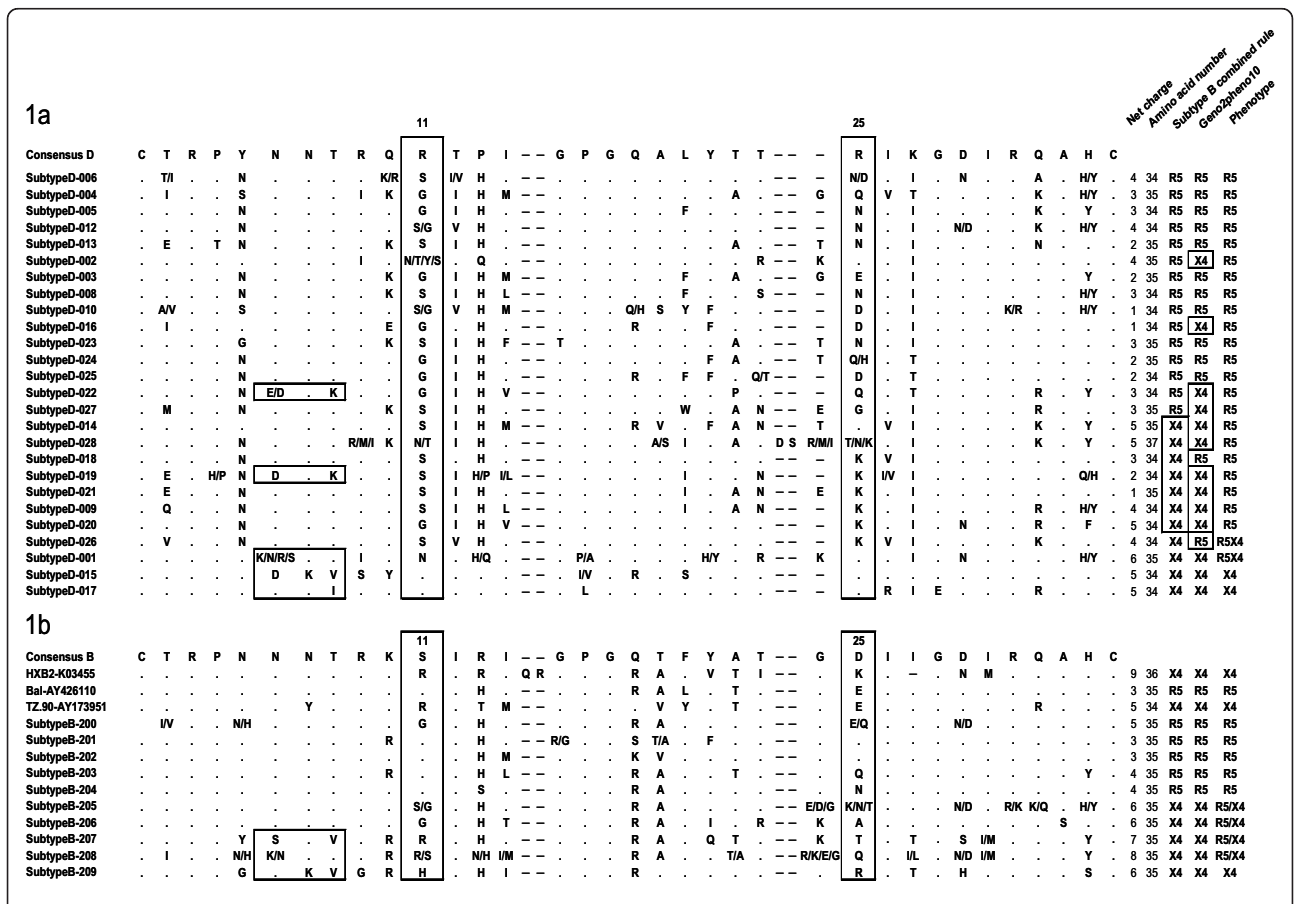 Net charge
Amino acid number
Subtype B combined rule
Geno2pheno10
Phenotype
1a
11 25
Consensus D C T R P Y N N T R Q R T P I – – G P G Q A L Y T T – – – R I K G D I R Q A H C
SubtypeD-006 . T/I . . N . . . . K/R S I/V H . – – . . . . . . . . . – – – N/D . I . N . . A . H/Y . 4 34 R5 R5 R5
SubtypeD-004 . I . . S . . . I K G I H M – – . . . . . . . A . – – G Q V T . . . . K . H/Y . 3 35 R5 R5 R5
SubtypeD-005 . . . . N . . . . . G I H . – – . . . . . F . . . – – – N . I . . . . K . Y . 3 34 R5 R5 R5
SubtypeD-012 . . . . N . . . . . S/G V H . – – . . . . . . . . . – – – N . I . N/D . . K . H/Y . 4 34 R5 R5 R5
SubtypeD-013 . E . T N . . . . K S I H . – – . . . . . . . A . – – T N . I . . . . N . . . 2 35 R5 R5 R5
SubtypeD-002 . . . . . . . . I . N/T/Y/S . Q . – – . . . . . . . . R – – K . . I . . . . . . . . 4 35 R5 X4 R5
SubtypeD-003 . . . . N . . . . K G I H M – – . . . . . F . A . – – G E . I . . . . . . Y . 2 35 R5 R5 R5
SubtypeD-008 . . . . N . . . . K S I H L – – . . . . . F . . S – – – N . I . . . . . . H/Y . 3 34 R5 R5 R5
SubtypeD-010 . A/V . . S . . . . . S/G V H M – – . . . Q/H S Y F . . – – – D . I . . . K/R . . H/Y . 1 34 R5 R5 R5
SubtypeD-016 . I . . . . . . . E G . H . – – . . . R . . F . . – – – D . I . . . . . . . . 1 34 R5 X4 R5
SubtypeD-023 . . . . G . . . . K S I H F – – T . . . . . . A . – – T N . I . . . . . . . . 3 35 R5 R5 R5
SubtypeD-024 . . . . N . . . . . G I H . – – . . . . . . F A . – – T Q/H . T . . . . . . . . 2 35 R5 R5 R5
SubtypeD-025 . . . . N . . . . . G I H . – – . . . R . F F . Q/T – – – D . T . . . . . . . . 2 34 R5 R5 R5
SubtypeD-022 . . . . N E/D . K . . G I H V – – . . . . . . . P . – – – Q . T . . . . R . Y . 3 34 R5 X4 R5
SubtypeD-027 . M . . N . . . . K S I H . – – . . . . . W . A N – – E G . I . . . . R . . . 3 35 R5 X4 R5
SubtypeD-014 . . . . . . . . . . S I H M – – . . . R V . F A N – – T . V I . . . . K . Y . 5 35 X4 X4 R5
SubtypeD-028 . . . . N . . . R/M/I K N/T I H . – – . . . . A/S I . A . D S R/M/I T/N/K . I . . . . K . Y . 5 37 X4 X4 R5
SubtypeD-018 . . . . N . . . . . S . H . – – . . . . . . . . . – – – K V I . . . . . . . . 3 34 X4 R5 R5
SubtypeD-019 . E . H/P N D . K . . S I H/P I/L – – . . . . . I . . N – – . K I/V I . . . . . . Q/H . 2 34 X4 X4 R5
SubtypeD-021 . E . . N . . . . . S I H . – – . . . . . I . A N – – E K . I . . . . . . . . 1 35 X4 X4 R5
SubtypeD-009 . Q . . N . . . . . S I H L – – . . . . . I . A N – – – K . I . . . . R . H/Y . 4 34 X4 X4 R5
SubtypeD-020 . . . . N . . . . . G I H V – – . . . . . . . . . – – – K . I . N . . R . F . 5 34 X4 X4 R5
SubtypeD-026 . V . . N . . . . . S V H . – – . . . . . . . . . – – – K V I . . . . K . . . 4 34 X4 R5 R5X4
SubtypeD-001 . . . . . K/N/R/S . . I . N . H/Q . – – . P/A . . . . H/Y . R – – K . . I . N . . . . H/Y . 6 35 X4 X4 R5X4
SubtypeD-015 . . . . . D K V S Y . . . . – – . I/V . R . S . . . – – – . . . . . . . . . . . 5 34 X4 X4 X4
SubtypeD-017 . . . . . . . I . . . . . . – – . L . . . . . . . – – – . R I E . . . R . . . 5 34 X4 X4 X4
1b
11 25
Consensus B C T R P N N N T R K S I R I – – G P G Q T F Y A T – – G D I I G D I R Q A H C
HXB2-K03455 . . . . . . . . . . R . R . Q R . . . R A . V T I – – . K . – . N M . . . . . 9 36 X4 X4 X4
Bal-AY426110 . . . . . . . . . . . . H . – – . . . R A L . T . – – . E . . . . . . . . . . 3 35 R5 R5 R5
TZ.90-AY173951 . . . . . . Y . . . R . T M – – . . . . V Y . T . – – . E . . . . . . R . . . 5 34 R5 R5 R5
SubtypeB-200 . I/V . . N/H . . . . . G . H . – – . . . R A . . . . – – . E/Q . . . N/D . . . . . . 5 35 R5 R5 R5
SubtypeB-201 . . . . . . . . . R . . H . – – R/G . . S T/A . F . . – – . . . . . . . . . . . . 3 35 R5 R5 R5
SubtypeB-202 . . . . . . . . . . . . H M – – . . . K V . . . . – – . . . . . . . . . . . . 3 35 R5 R5 R5
SubtypeB-203 . . . . . . . . . R . . H L – – . . . R A . . T . – – . Q . . . . . . . . Y . 4 35 R5 R5 R5
SubtypeB-204 . . . . . . . . . . . . S . – – . . . R A . . . . – – . N . . . . . . . . . . 4 35 R5 R5 R5
SubtypeB-205 . . . . . . . . . . S/G . H . – – . . . R A . . . . – – E/D/G K/N/T . . . N/D . R/K K/Q . H/Y . 6 35 X4 X4 R5/X4
SubtypeB-206 . . . . . . . . . . G . H T – – . . . R A . I . R – – K A . . . . . . . S . . 6 35 X4 X4 R5/X4
SubtypeB-207 . . . . Y S . V . R R . H . – – . . . R A . Q T . – – K T . T . S I/M . . . Y . 7 35 X4 X4 R5/X4
SubtypeB-208 . I . . N/H K/N . . . R R/S . N/H I/M – – . . . R A . . T/A . – – R/K/E/G Q . I/L . N/D I/M . . . Y . 8 35 X4 X4 R5/X4
SubtypeB-209 . . . . G . K V G R H . H I – – . . . R . . . . . – – . R . T . H . . . . S . 6 35 X4 X4 X4